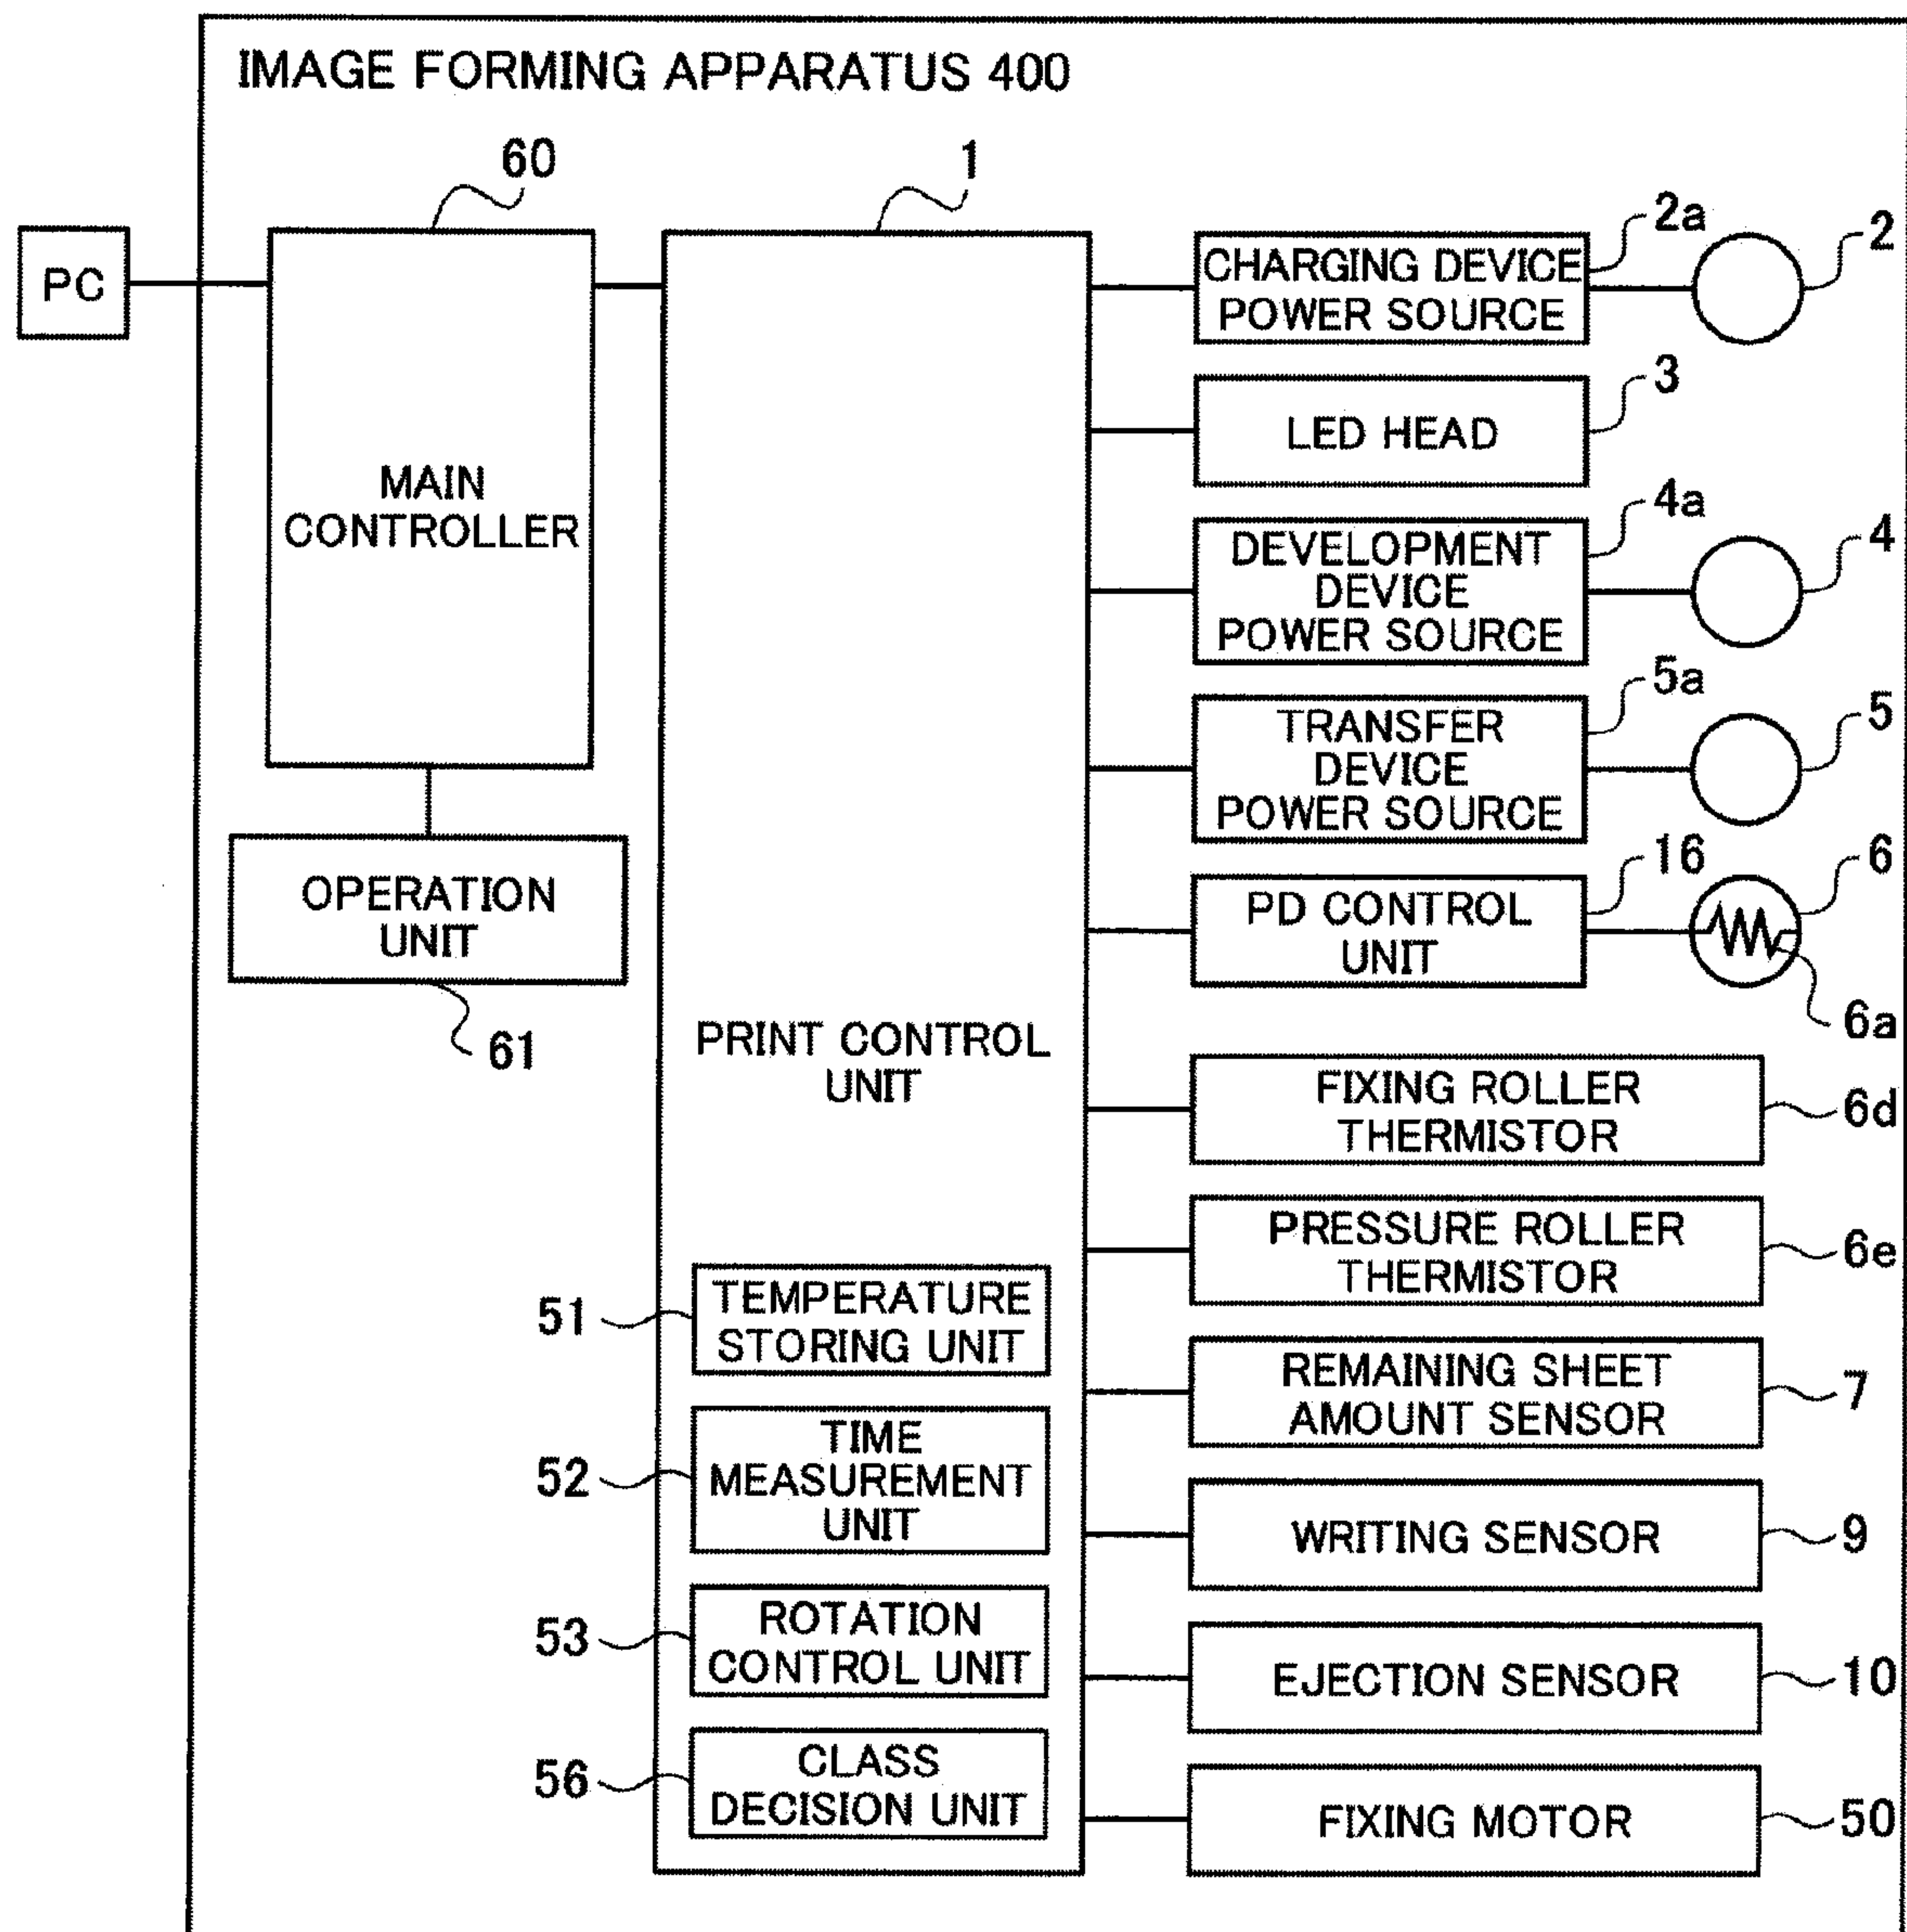 IMAGE FORMING APPARATUS 400
60
1
PC
MAIN
CONTROLLER
OPERATION
UNIT
61
PRINT CONTROL
UNIT
51
TEMPERATURE
STORING UNIT
52
TIME
MEASUREMENT
UNIT
53
ROTATION
CONTROL UNIT
56
CLASS
DECISION UNIT
CHARGING DEVICE
POWER SOURCE
2a
2
LED HEAD
3
DEVELOPMENT
DEVICE
POWER SOURCE
4a
4
TRANSFER
DEVICE
POWER SOURCE
5a
5
PD CONTROL
UNIT
16
6
6a
FIXING ROLLER
THERMISTOR
6d
PRESSURE ROLLER
THERMISTOR
6e
REMAINING SHEET
AMOUNT SENSOR
7
WRITING SENSOR
9
EJECTION SENSOR
10
FIXING MOTOR
50